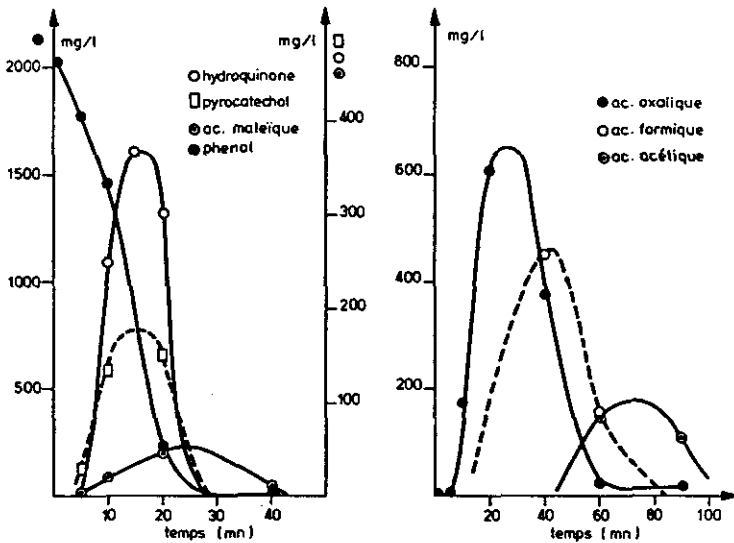 mg/l
2000
1500
1000
500
10
20
30
40
temps (mn)
mg/l
400
300
200
100
hydroquinone
pyrocatechol
ac. maleïque
phenol
mg/l
800
600
400
200
20
40
60
80
100
temps (mn)
ac. oxalique
ac. formique
ac. acétique